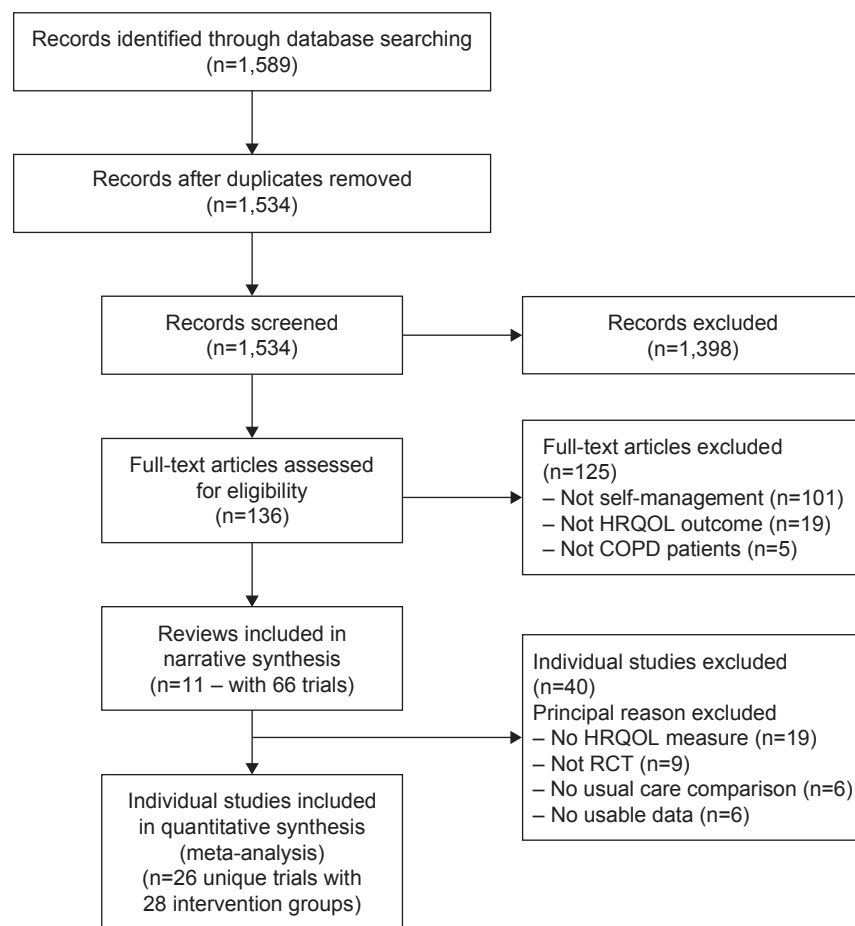 Records identified through database searching
(n=1,589)
Records after duplicates removed
(n=1,534)
Records screened
(n=1,534)
Records excluded
(n=1,398)
Full-text articles assessed
for eligibility
(n=136)
Full-text articles excluded
(n=125)
– Not self-management (n=101)
– Not HRQOL outcome (n=19)
– Not COPD patients (n=5)
Reviews included in
narrative synthesis
(n=11 – with 66 trials)
Individual studies excluded
(n=40)
Principal reason excluded
– No HRQOL measure (n=19)
– Not RCT (n=9)
– No usual care comparison (n=6)
– No usable data (n=6)
Individual studies included
in quantitative synthesis
(meta-analysis)
(n=26 unique trials with
28 intervention groups)